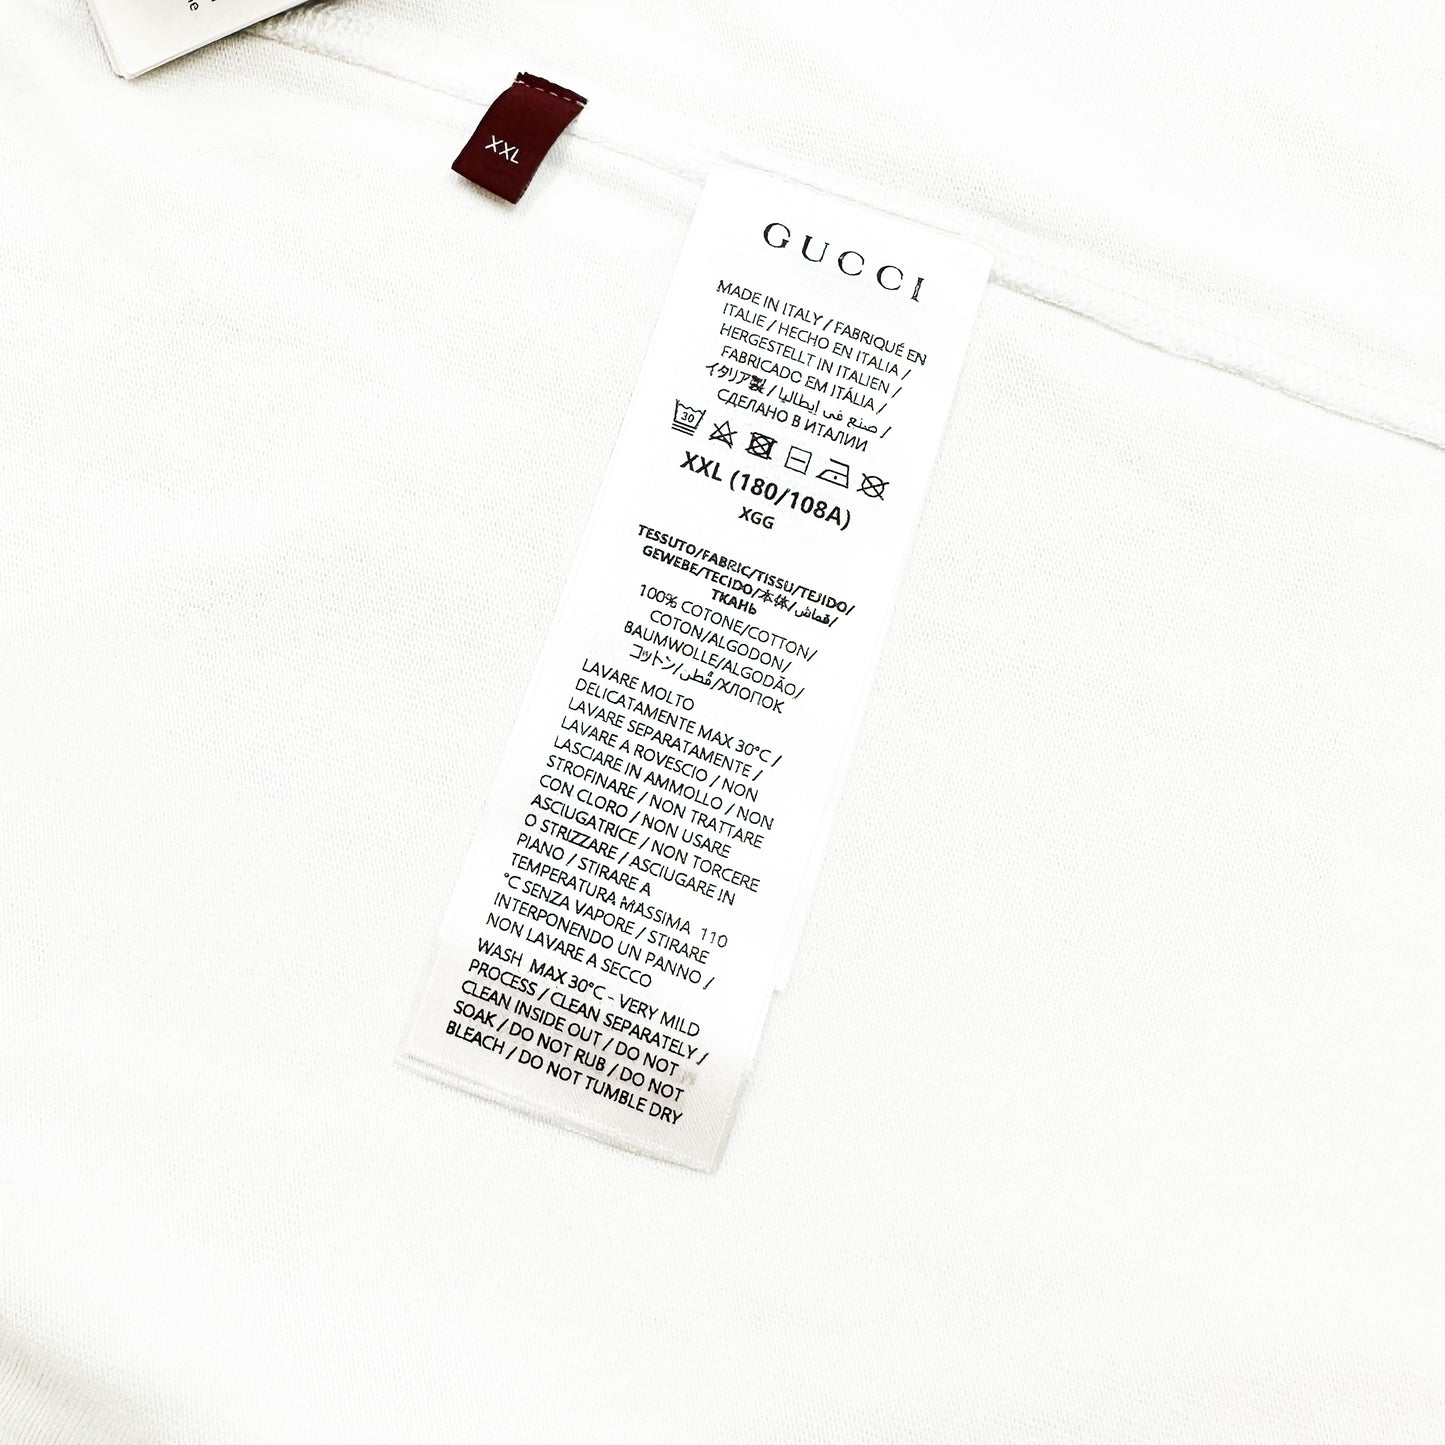 XXL
GUCCI
MADE IN ITALY / FABRIQUÉ EN
ITALIE / HECHO EN ITALIA /
HERGESTELLT IN ITALIEN /
FABRICADO EM ITÁLIA /
イタリア製 / صنع في إيطاليا /
СДЕЛАНО В ИТАЛИИ
30
XXL (180/108A)
XGG
TESSUTO/FABRIC/TISSU/TEJIDO/
GEWEBE/TECIDO/本体/قماش/
ТКАНЬ
100% COTONE/COTTON/
COTON/ALGODON/
BAUMWOLLE/ALGODÃO/
コットン/قطن/ХЛОПОК
LAVARE MOLTO
DELICATAMENTE MAX 30°C /
LAVARE SEPARATAMENTE /
LAVARE A ROVESCIO / NON
LASCIARE IN AMMOLLO / NON
STROFINARE / NON TRATTARE
CON CLORO / NON USARE
ASCIUGATRICE / NON TORCERE
O STRIZZARE / ASCIUGARE IN
PIANO / STIRARE A
TEMPERATURA MASSIMA 110
°C SENZA VAPORE / STIRARE
INTERPONENDO UN PANNO /
NON LAVARE A SECCO
WASH MAX 30°C - VERY MILD
PROCESS / CLEAN SEPARATELY /
CLEAN INSIDE OUT / DO NOT
SOAK / DO NOT RUB / DO NOT
BLEACH / DO NOT TUMBLE DRY